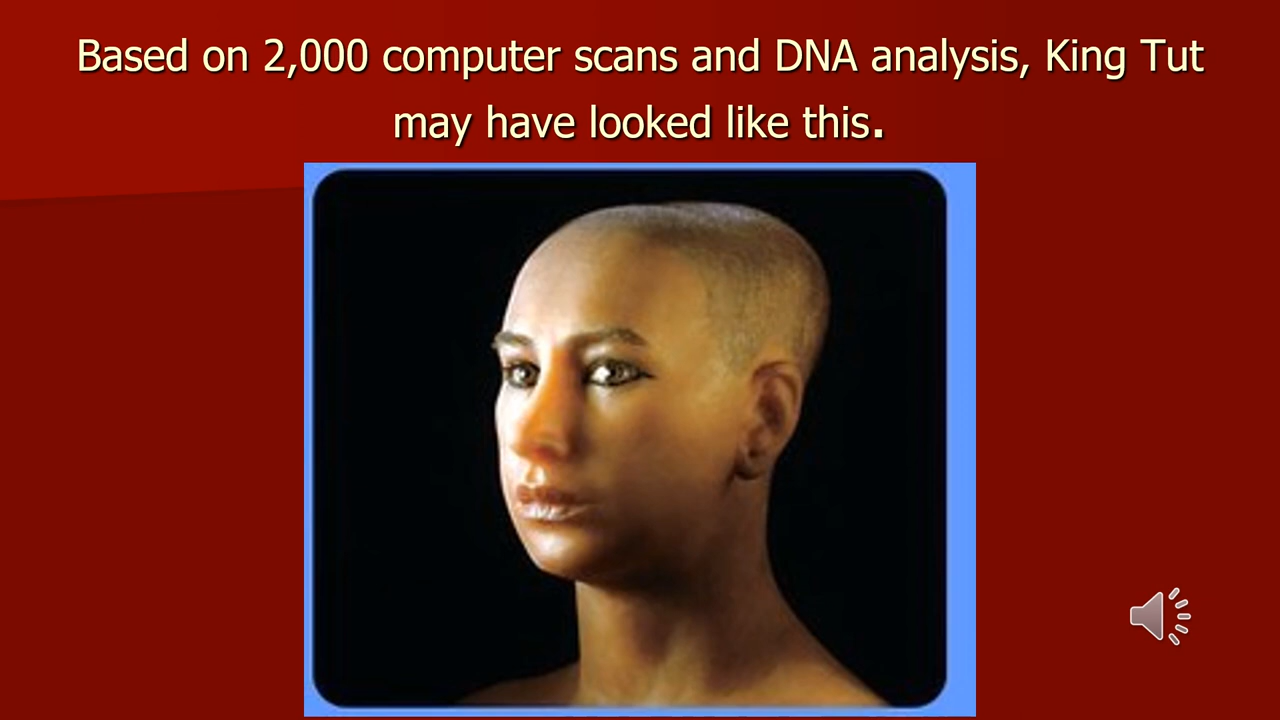 Based on 2,000 computer scans and DNA analysis, King Tut
may have looked like this.